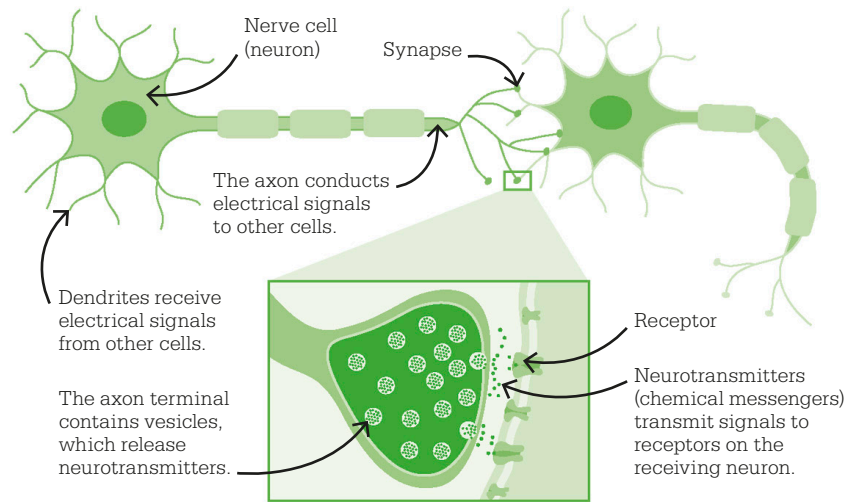 Nerve cell
(neuron)
Synapse
The axon conducts
electrical signals
to other cells.
Dendrites receive
electrical signals
from other cells.
The axon terminal
contains vesicles,
which release
neurotransmitters.
Receptor
Neurotransmitters
(chemical messengers)
transmit signals to
receptors on the
receiving neuron.